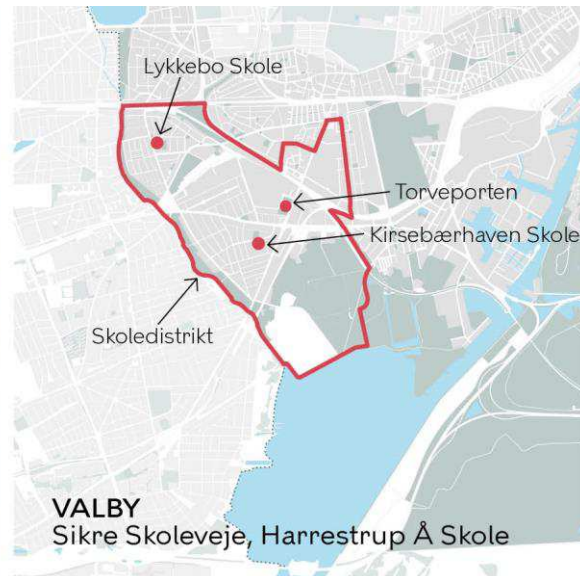 Lykkebo Skole
Torveporten
Kirsebærhaven Skole
Skoledistrikt
VALBY
Sikre Skoleveje, Harrestrup Å Skole